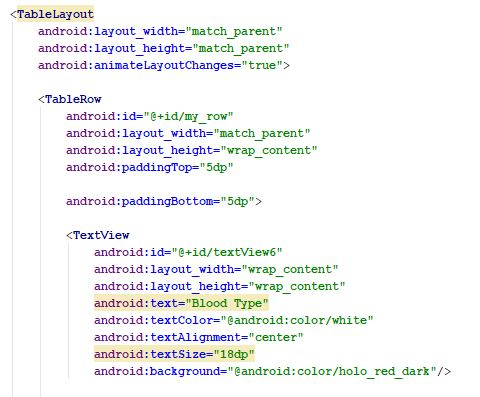 <TableLayout
android:layout_width="match_parent"
android:layout_height="match_parent"
android:animateLayoutChanges="true">
<TableRow
android:id="@+id/my_row"
android:layout_width="match_parent"
android:layout_height="wrap_content"
android:paddingTop="5dp"
android:paddingBottom="5dp">
<TextView
android:id="@+id/textView6"
android:layout_width="wrap_content"
android:layout_height="wrap_content"
android:text="Blood Type"
android:textColor="@android:color/white"
android:textAlignment="center"
android:textSize="18dp"
android:background="@android:color/holo_red_dark"/>